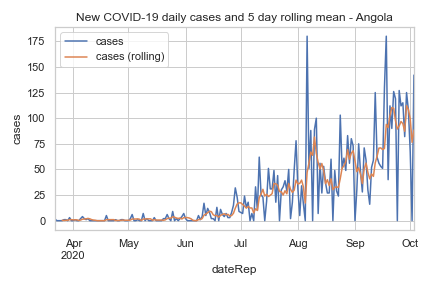 New COVID-19 daily cases and 5 day rolling mean - Angola
cases
cases (rolling)
175
150
125
100
75
50
25
0
cases
Apr May Jun Jul Aug Sep Oct
2020
dateRep